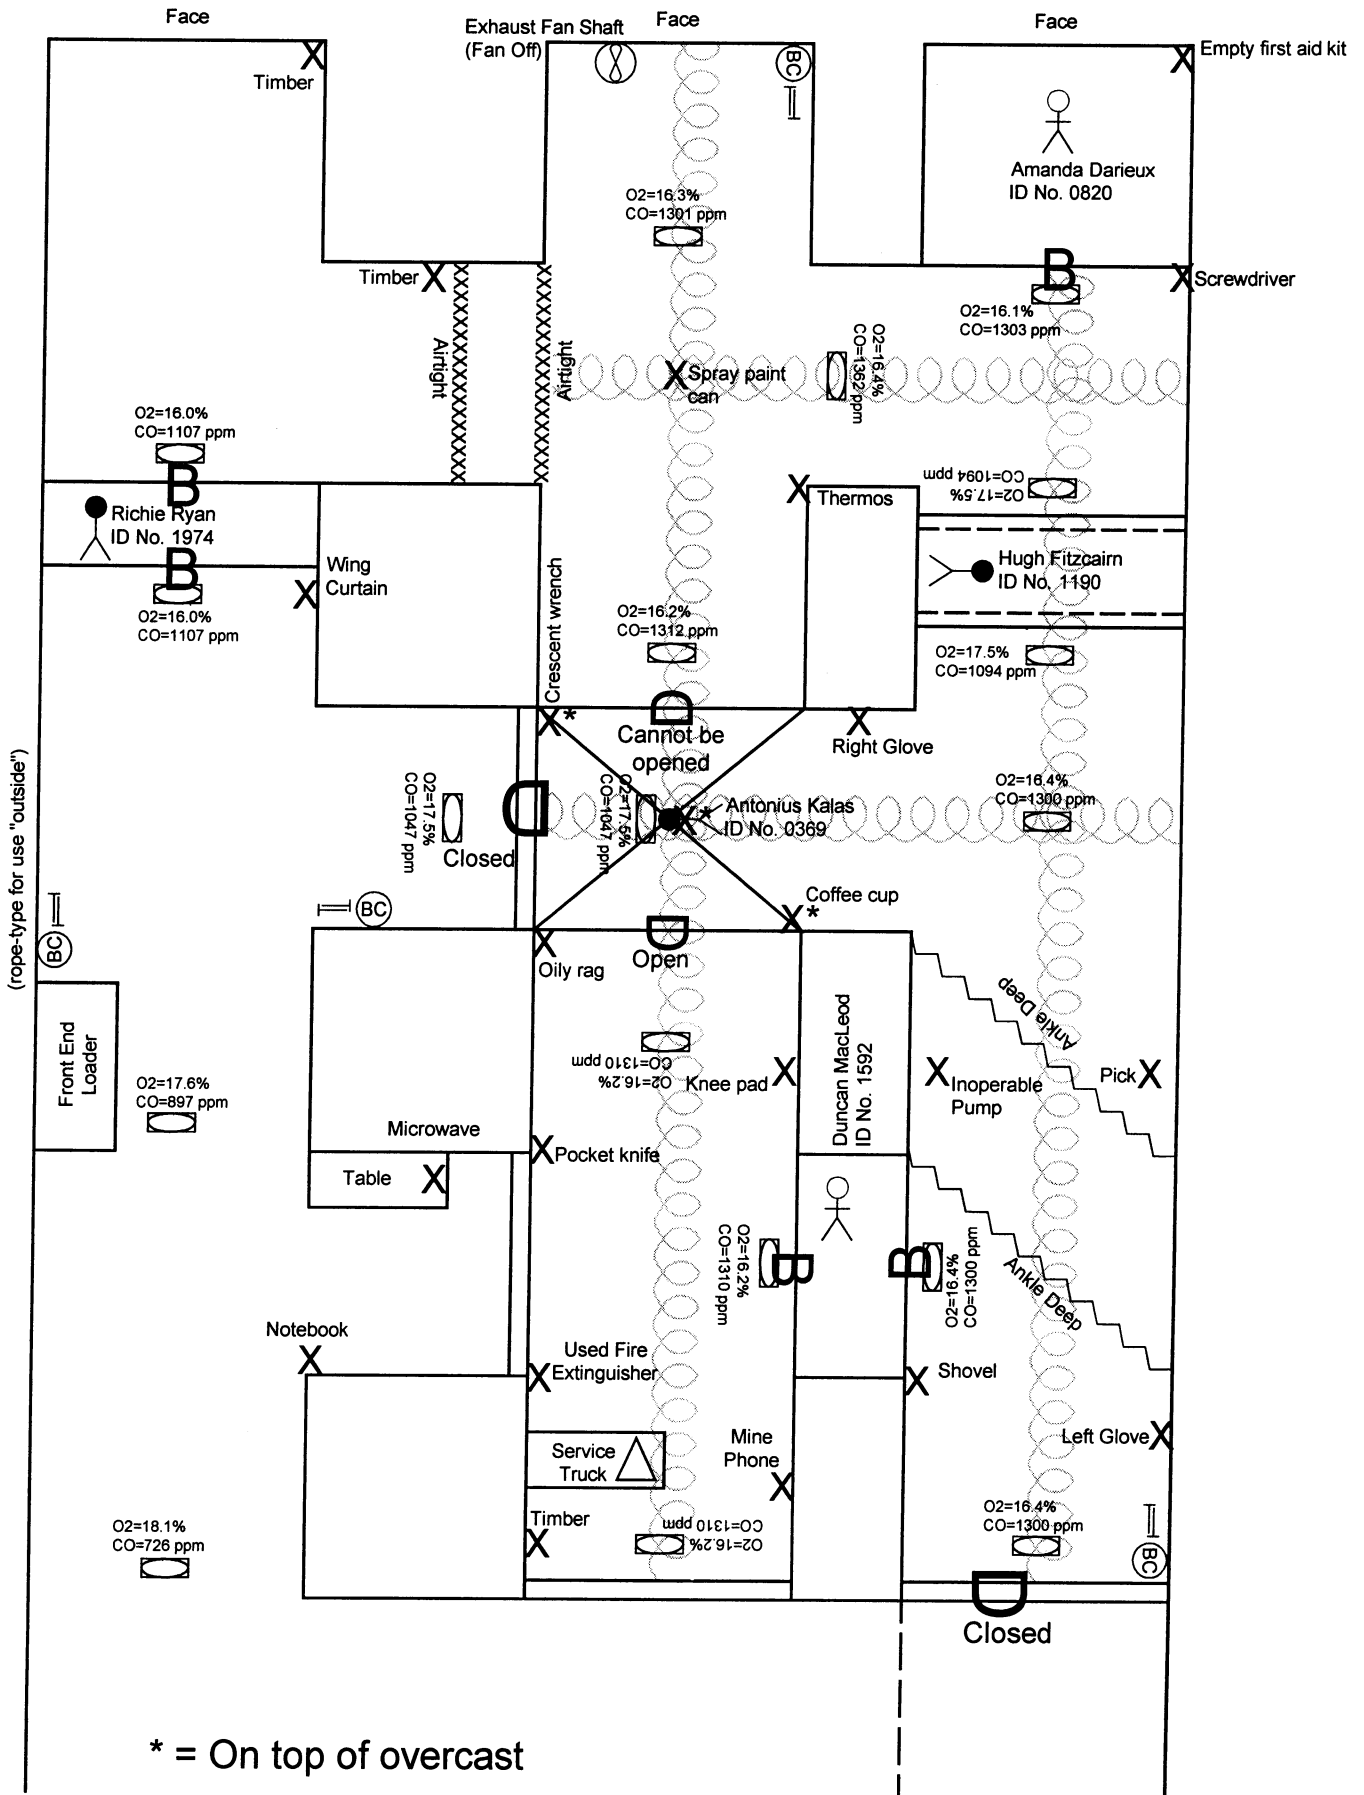 Face
Exhaust Fan Shaft
(Fan Off)
Face
Face
X
Timber
BC
X
Empty first aid kit
Amanda Darieux
ID No. 0820
O2=16.3%
CO=1301 ppm
Timber
X
B
X
Screwdriver
O2=16.1%
CO=1303 ppm
Airtight
Airtight
X
Spray paint
can
O2=16.4%
CO=1362 ppm
O2=16.0%
CO=1107 ppm
B
Richie Ryan
ID No. 1974
B
O2=16.0%
CO=1107 ppm
Wing
Curtain
X
Crescent wrench
X
*
X
Thermos
O2=17.5%
CO=1094 ppm
Hugh Fitzcairn
ID No. 1190
O2=16.2%
CO=1312 ppm
O2=17.5%
CO=1094 ppm
D
Cannot be
opened
X
Right Glove
(rope-type for use "outside")
O2=17.5%
CO=1047 ppm
D
Closed
O2=17.5%
CO=1047 ppm
X
*
Antonius Kalas
ID No. 0369
O2=16.4%
CO=1300 ppm
BC
BC
Coffee cup
X
*
X
Oily rag
D
Open
Front End
Loader
O2=17.6%
CO=897 ppm
O2=16.2%
CO=1310 ppm
Knee pad
X
Duncan MacLeod
ID No. 1592
Ankle Deep
X
Inoperable
Pump
Pick
X
Microwave
Table
X
X
Pocket knife
O2=16.2%
CO=1310 ppm
B
B
O2=16.4%
CO=1300 ppm
Ankle Deep
Notebook
X
Used Fire
Extinguisher
X
X
Shovel
Service
Truck
Mine
Phone
X
Left Glove
X
O2=18.1%
CO=726 ppm
Timber
X
O2=16.2%
CO=1310 ppm
O2=16.4%
CO=1300 ppm
BC
D
Closed
* = On top of overcast